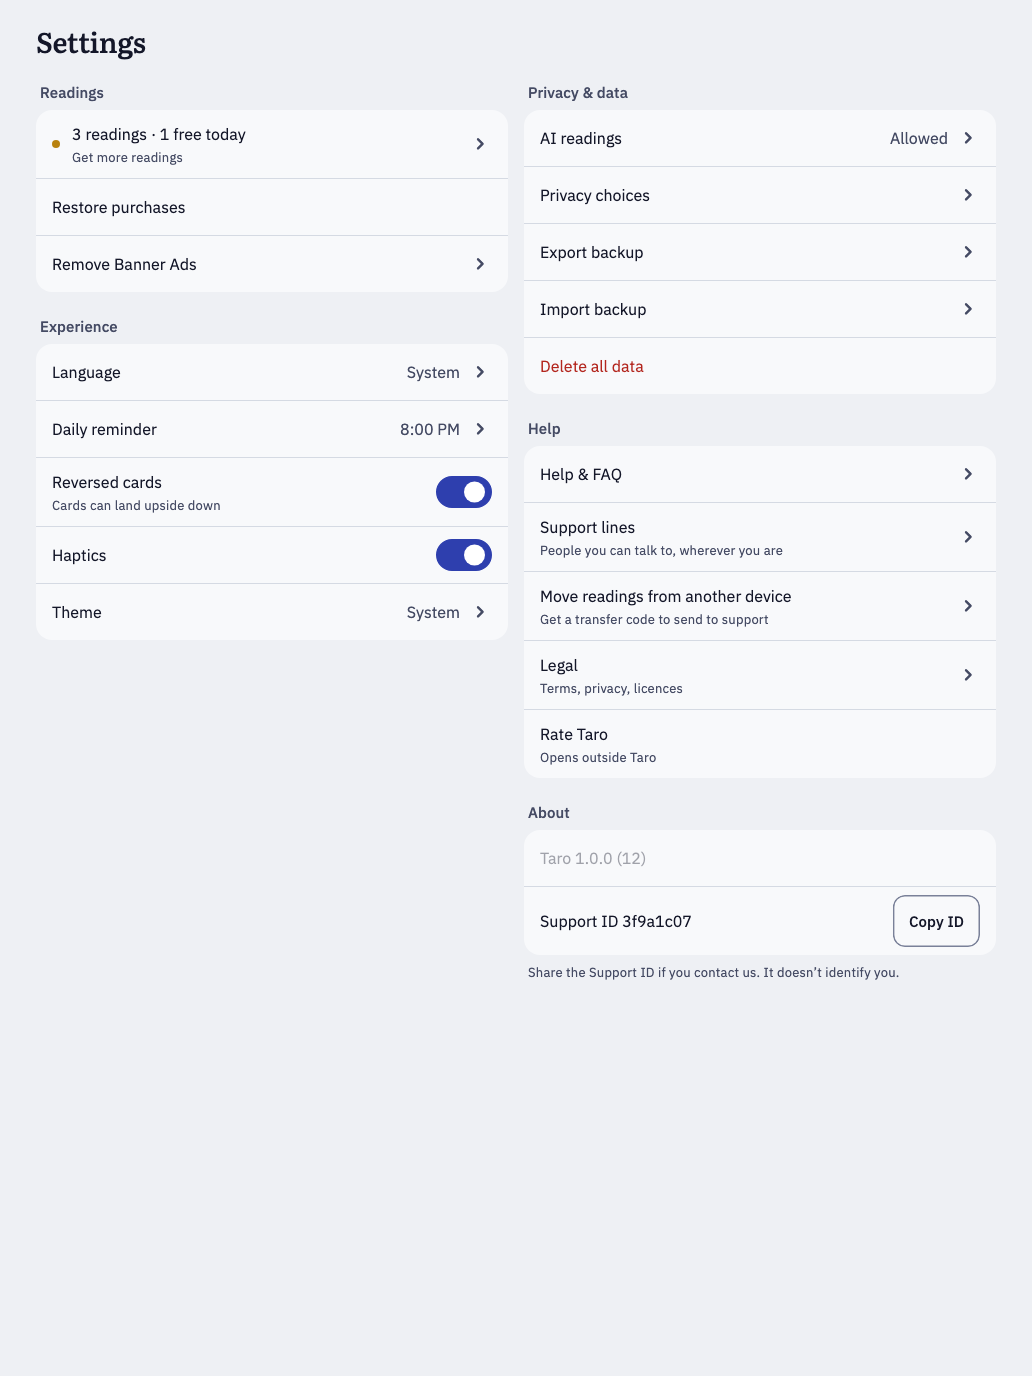 Settings
Readings
3 readings · 1 free today
Get more readings
Restore purchases
Remove Banner Ads
Experience
Language System
Daily reminder 8:00 PM
Reversed cards
Cards can land upside down
Haptics
Theme System
Privacy & data
AI readings Allowed
Privacy choices
Export backup
Import backup
Delete all data
Help
Help & FAQ
Support lines
People you can talk to, wherever you are
Move readings from another device
Get a transfer code to send to support
Legal
Terms, privacy, licences
Rate Taro
Opens outside Taro
About
Taro 1.0.0 (12)
Support ID 3f9a1c07 Copy ID
Share the Support ID if you contact us. It doesn’t identify you.